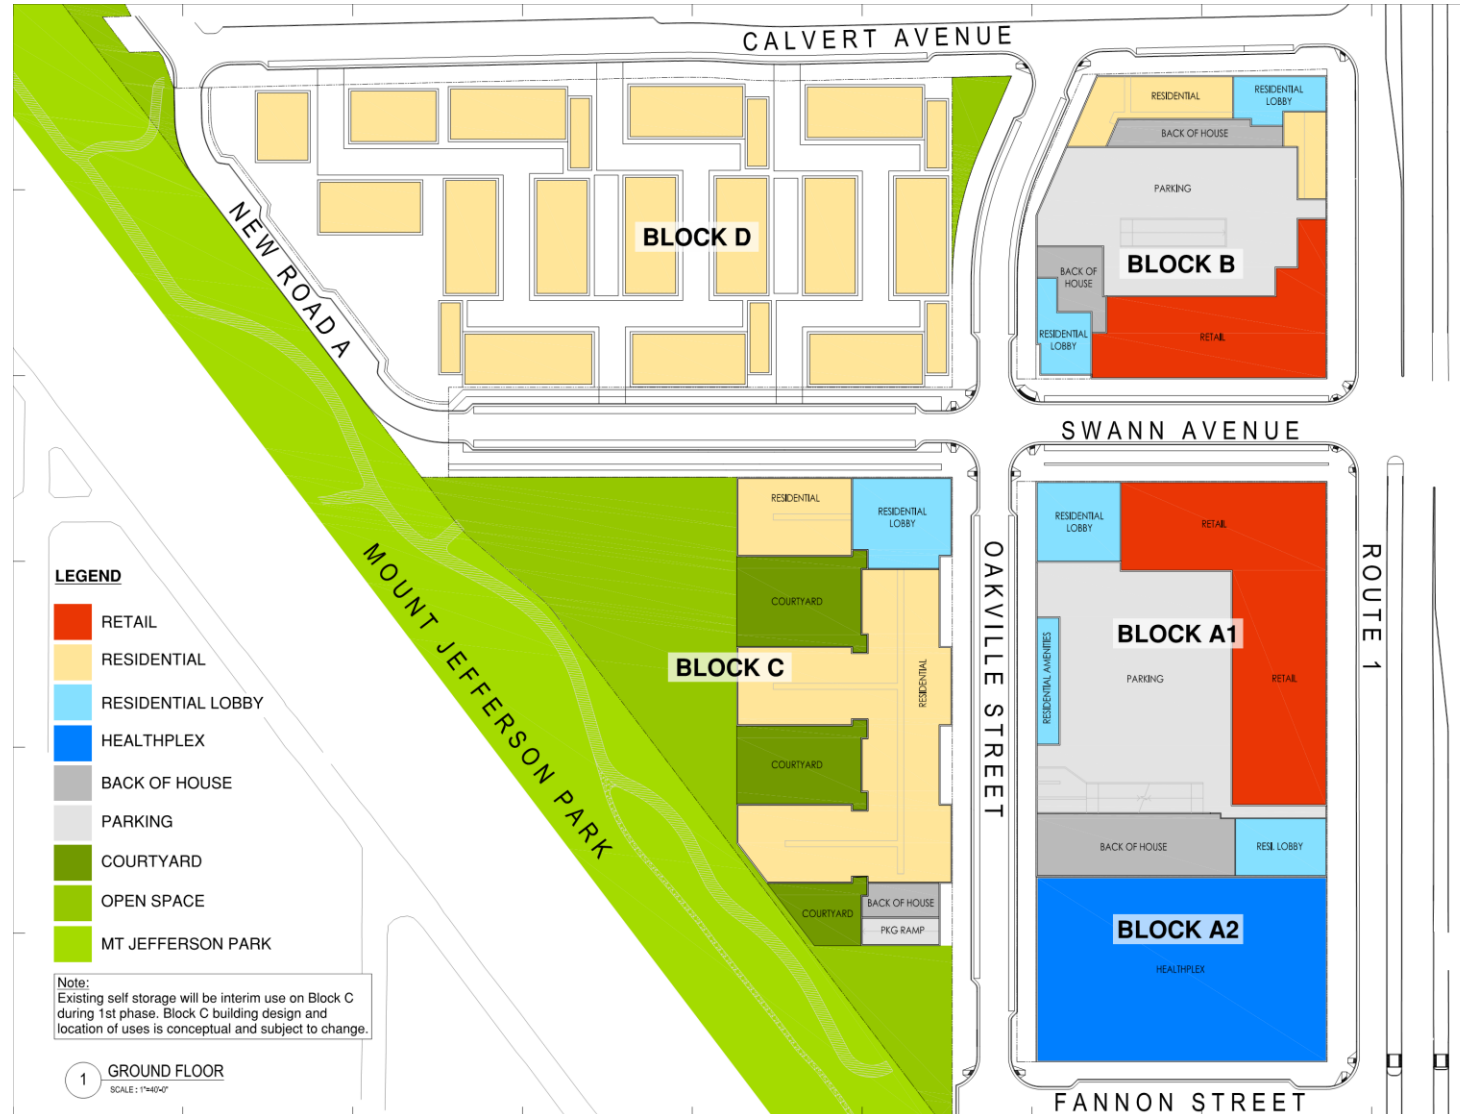 CALVERT AVENUE
RESIDENTIAL
RESIDENTIAL
LOBBY
BACK OF HOUSE
PARKING
BLOCK B
BACK OF
HOUSE
RESIDENTIAL
LOBBY
RETAIL
BLOCK D
NEW ROAD A
SWANN AVENUE
RESIDENTIAL
RESIDENTIAL
LOBBY
COURTYARD
BLOCK C
RESIDENTIAL
COURTYARD
COURTYARD
BACK OF HOUSE
PKG RAMP
MOUNT JEFFERSON PARK
OAKVILLE STREET
RESIDENTIAL
LOBBY
RETAIL
BLOCK A1
RESIDENTIAL AMENITIES
PARKING
RETAIL
ROUTE 1
BACK OF HOUSE
RESI. LOBBY
BLOCK A2
HEALTHPLEX
FANNON STREET
LEGEND
RETAIL
RESIDENTIAL
RESIDENTIAL LOBBY
HEALTHPLEX
BACK OF HOUSE
PARKING
COURTYARD
OPEN SPACE
MT JEFFERSON PARK
Note:
Existing self storage will be interim use on Block C
during 1st phase. Block C building design and
location of uses is conceptual and subject to change.
1 GROUND FLOOR
SCALE : 1"=40'-0"